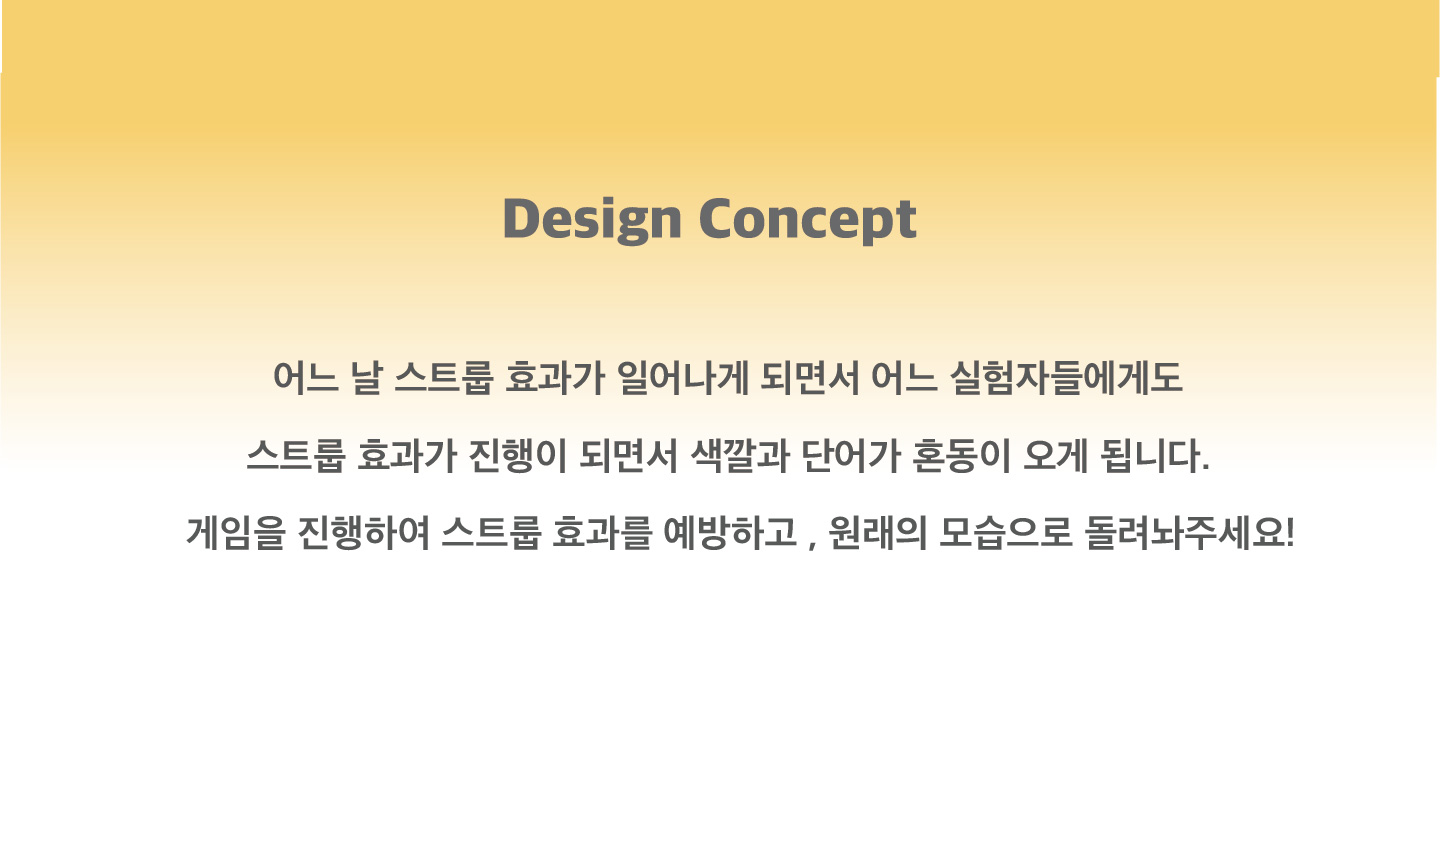 Design Concept
어느 날 스트룹 효과가 일어나게 되면서 어느 실험자들에게도
스트룹 효과가 진행이 되면서 색깔과 단어가 혼동이 오게 됩니다.
게임을 진행하여 스트룹 효과를 예방하고 , 원래의 모습으로 돌려놔주세요!